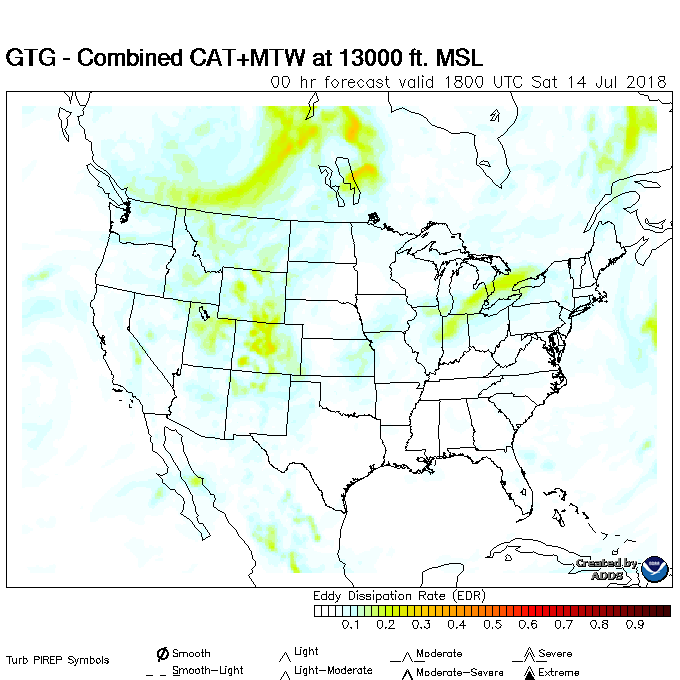 GTG - Combined CAT+MTW at 13000 ft. MSL
00 hr forecast valid 1800 UTC Sat 14 Jul 2018
Created by
ADDS
Eddy Dissipation Rate (EDR)
0.1 0.2 0.3 0.4 0.5 0.6 0.7 0.8 0.9
Turb PIREP Symbols
Smooth Light Moderate Severe
Smooth-Light Light-Moderate Moderate-Severe Extreme